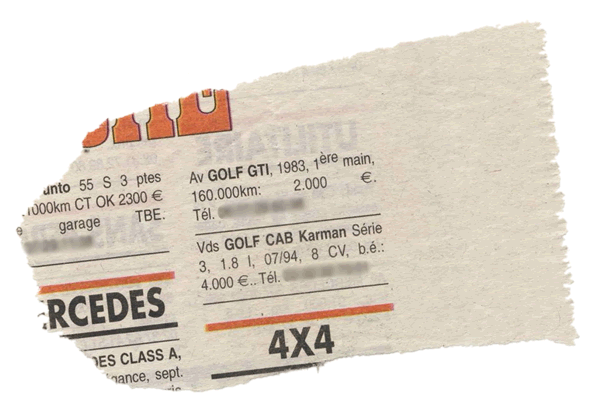 unto 55 S 3 ptes
.000km CT OK 2300 €
e garage TBE.
RCEDES
DES CLASS A,
gance, sept.
Av GOLF GTI, 1983, 1ère main,
160.000km: 2.000 €.
Tél.
Vds GOLF CAB Karman Série
3, 1.8 l, 07/94, 8 CV, b.é.:
4.000 €.. Tél.
4X4